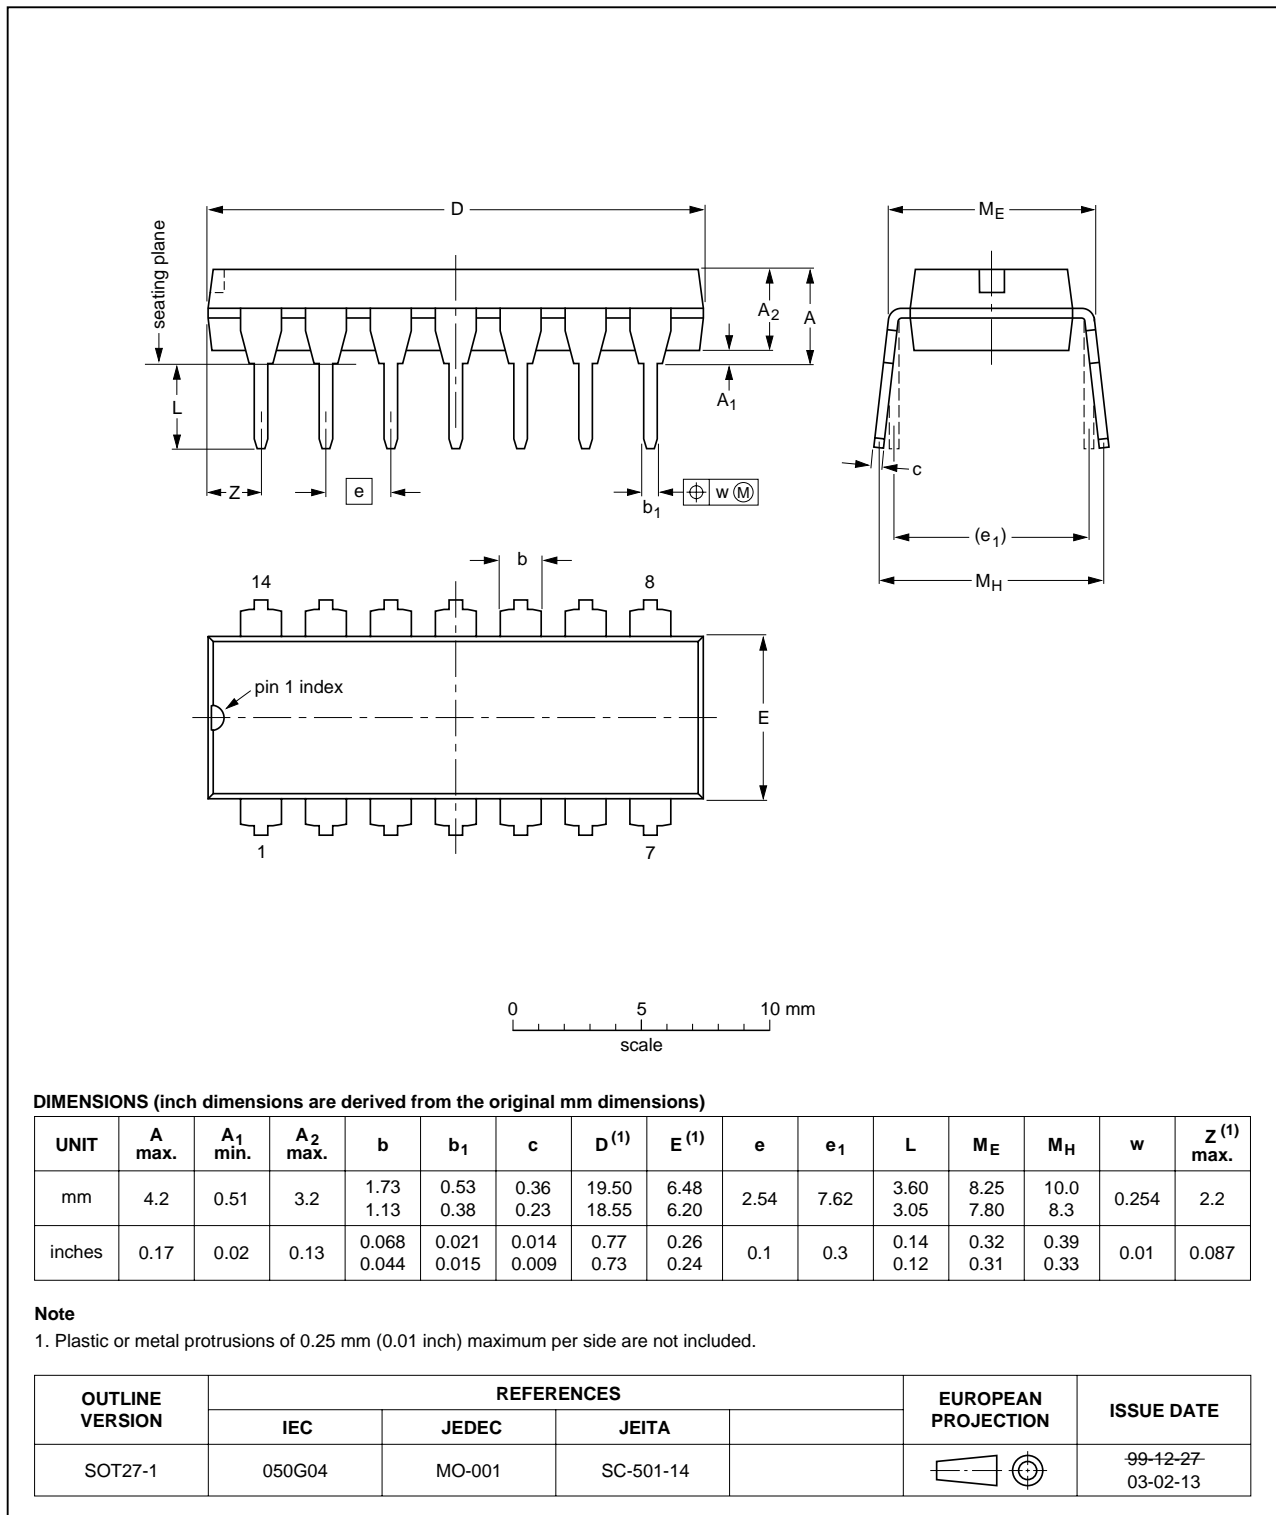 D
M_E
seating plane
A_2
A
A_1
L
c
Z
e
b_1
w M
(e_1)
M_H
b
14
8
pin 1 index
E
1
7
0 5 10 mm
scale
DIMENSIONS (inch dimensions are derived from the original mm dimensions)
UNIT A max. A1 min. A2 max. b b1 c D(1) E(1) e e1 L ME MH w Z(1) max.
mm 4.2 0.51 3.2 1.73 1.13 0.53 0.38 0.36 0.23 19.50 18.55 6.48 6.20 2.54 7.62 3.60 3.05 8.25 7.80 10.0 8.3 0.254 2.2
inches 0.17 0.02 0.13 0.068 0.044 0.021 0.015 0.014 0.009 0.77 0.73 0.26 0.24 0.1 0.3 0.14 0.12 0.32 0.31 0.39 0.33 0.01 0.087
Note
1. Plastic or metal protrusions of 0.25 mm (0.01 inch) maximum per side are not included.
OUTLINE VERSION REFERENCES EUROPEAN PROJECTION ISSUE DATE
IEC JEDEC JEITA
SOT27-1 050G04 MO-001 SC-501-14 99-12-27
03-02-13